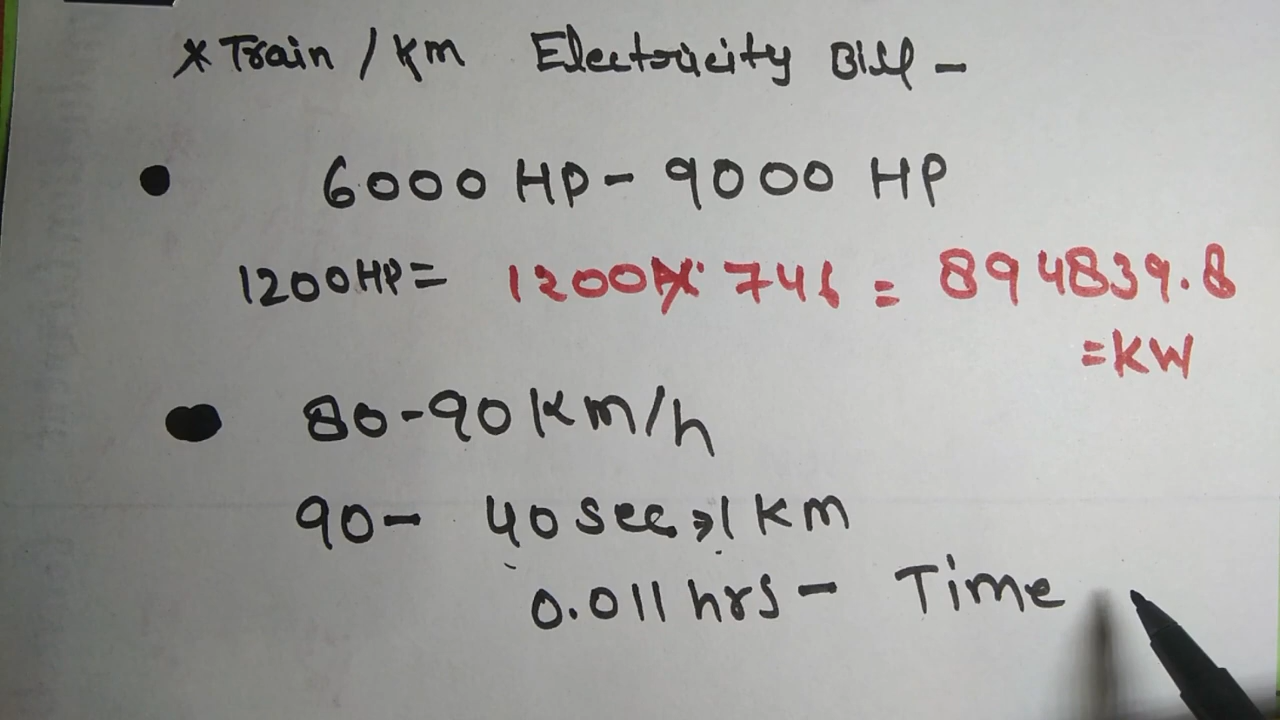 * Train / Km Electricity Bill -
• 6000 HP - 9000 HP
1200HP = 1200 X 746 = 894839.8
= KW
• 80-90 Km/h
90 - 40 sec → 1 KM
0.011 hrs - Time